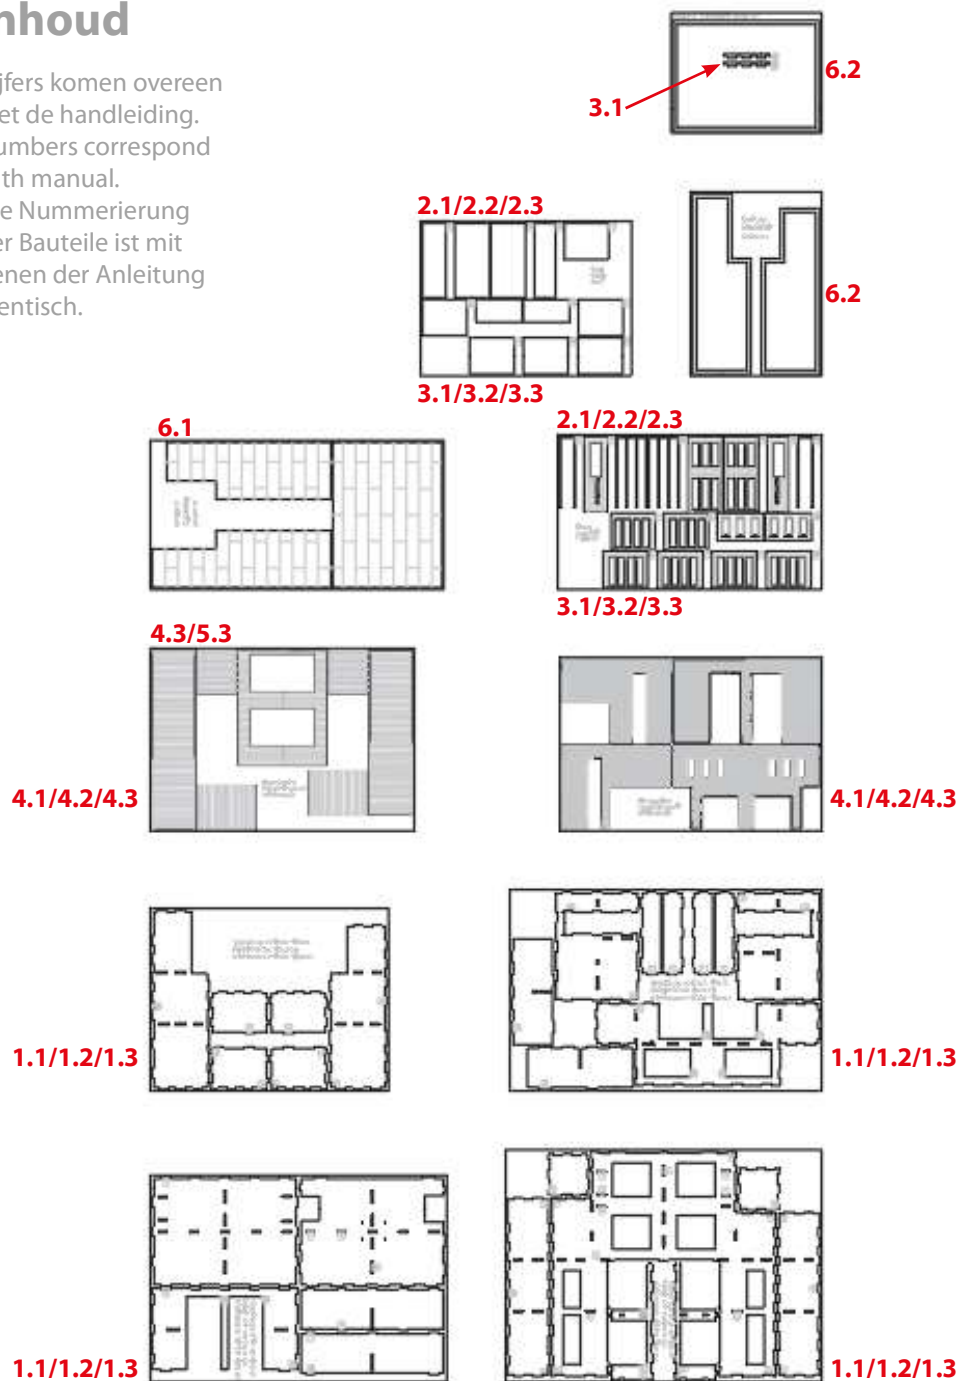 nhoud
jfers komen overeen
et de handleiding.
umbers correspond
th manual.
e Nummerierung
er Bauteile ist mit
enen der Anleitung
entisch.
6.2
3.1
2.1/2.2/2.3
6.2
3.1/3.2/3.3
6.1
2.1/2.2/2.3
3.1/3.2/3.3
4.3/5.3
4.1/4.2/4.3
4.1/4.2/4.3
1.1/1.2/1.3
1.1/1.2/1.3
1.1/1.2/1.3
1.1/1.2/1.3